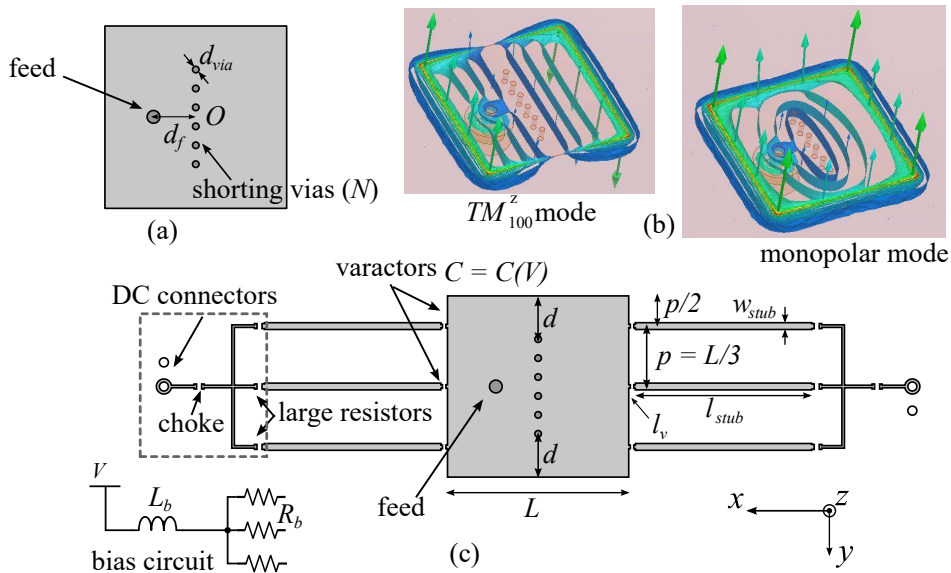 feed
d_via
O
d_f
shorting vias (N)
(a)
TM^z_100 mode
(b)
monopolar mode
varactors
C = C(V)
DC connectors
p/2
w_stub
d
p = L/3
choke
large resistors
l_v
l_stub
d
feed
L
V
L_b
R_b
bias circuit
(c)
x
z
y